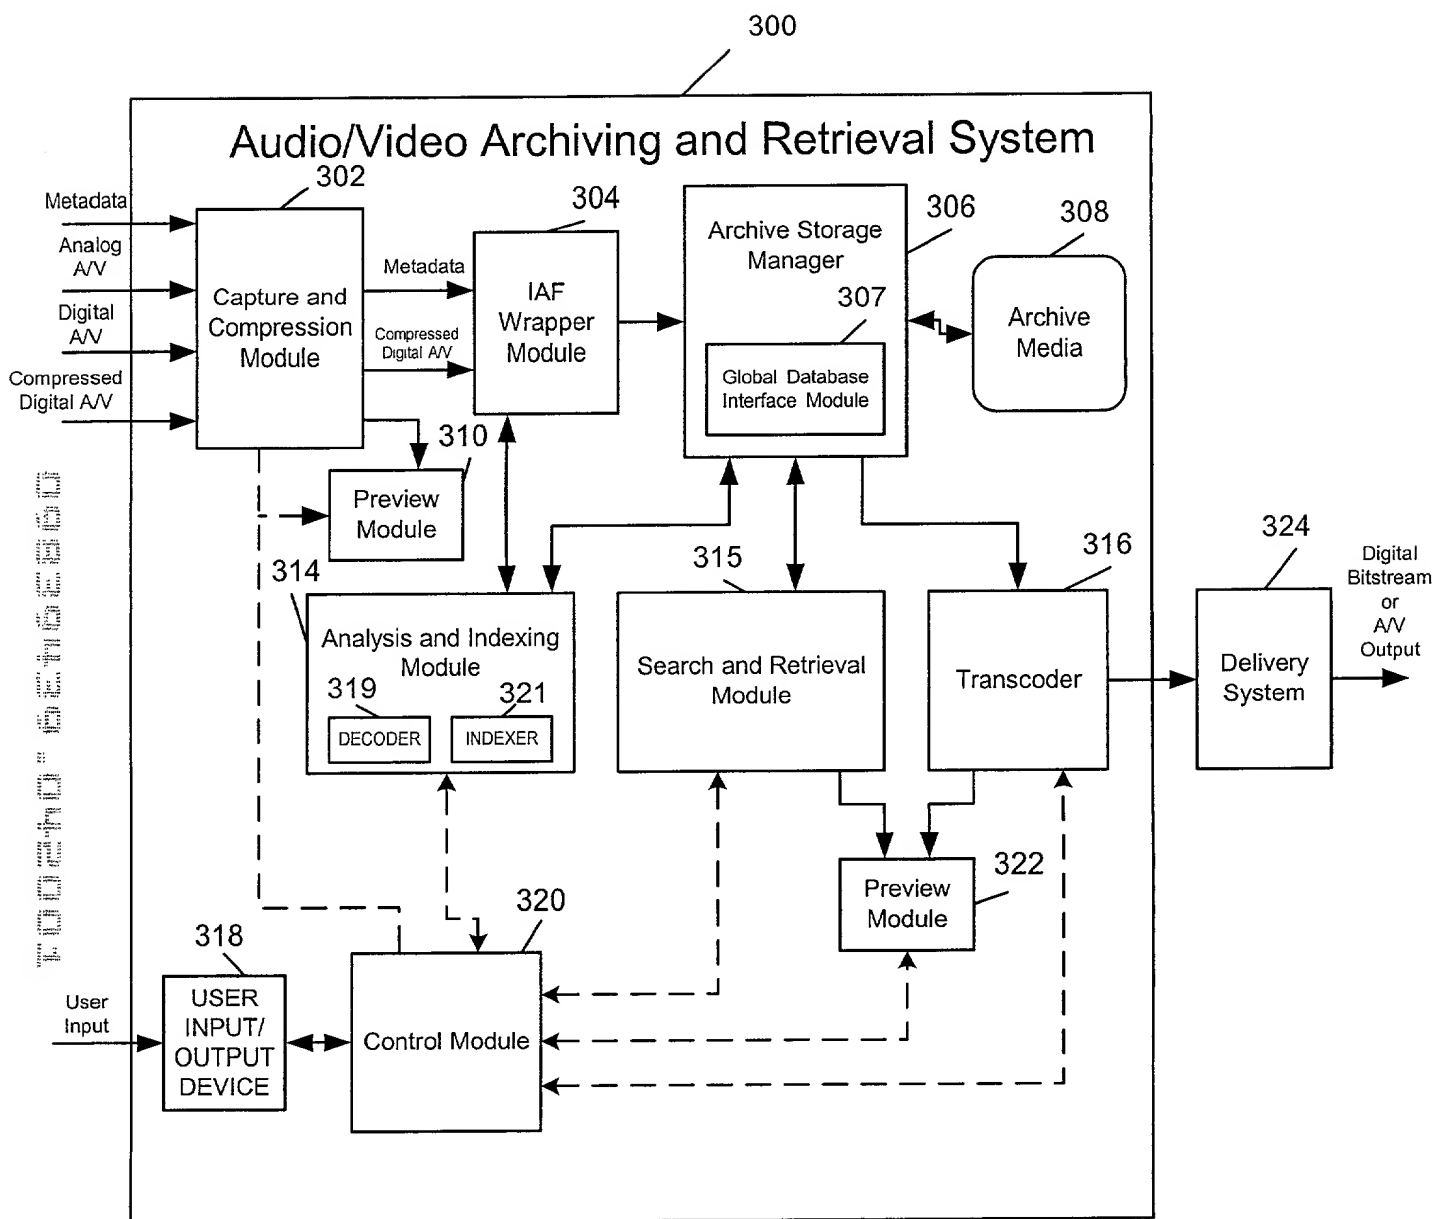 300
Audio/Video Archiving and Retrieval System
302
304
306
308
Metadata
Analog
A/V
Digital
A/V
Compressed
Digital A/V
Capture and
Compression
Module
Metadata
Compressed
Digital A/V
IAF
Wrapper
Module
Archive Storage
Manager
307
Global Database
Interface Module
Archive
Media
310
Preview
Module
314
Analysis and Indexing
Module
319
DECODER
321
INDEXER
315
Search and Retrieval
Module
316
Transcoder
324
Delivery
System
Digital
Bitstream
or
A/V
Output
322
Preview
Module
320
Control Module
318
USER
INPUT/
OUTPUT
DEVICE
User
Input